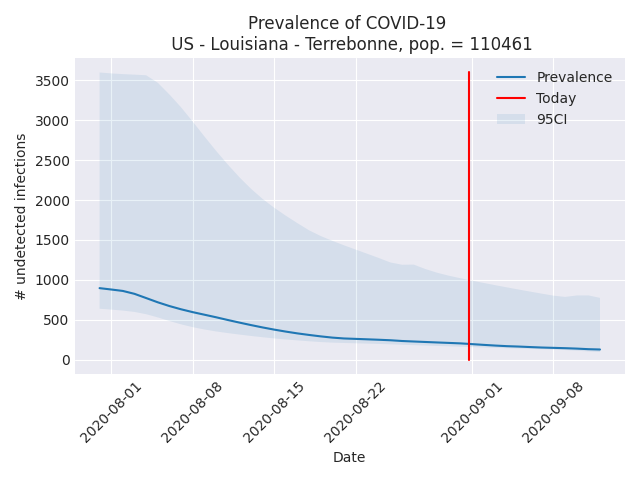 Prevalence of COVID-19
US - Louisiana - Terrebonne, pop. = 110461
Prevalence
Today
95CI
# undetected infections
3500
3000
2500
2000
1500
1000
500
0
2020-08-01
2020-08-08
2020-08-15
2020-08-22
2020-09-01
2020-09-08
Date